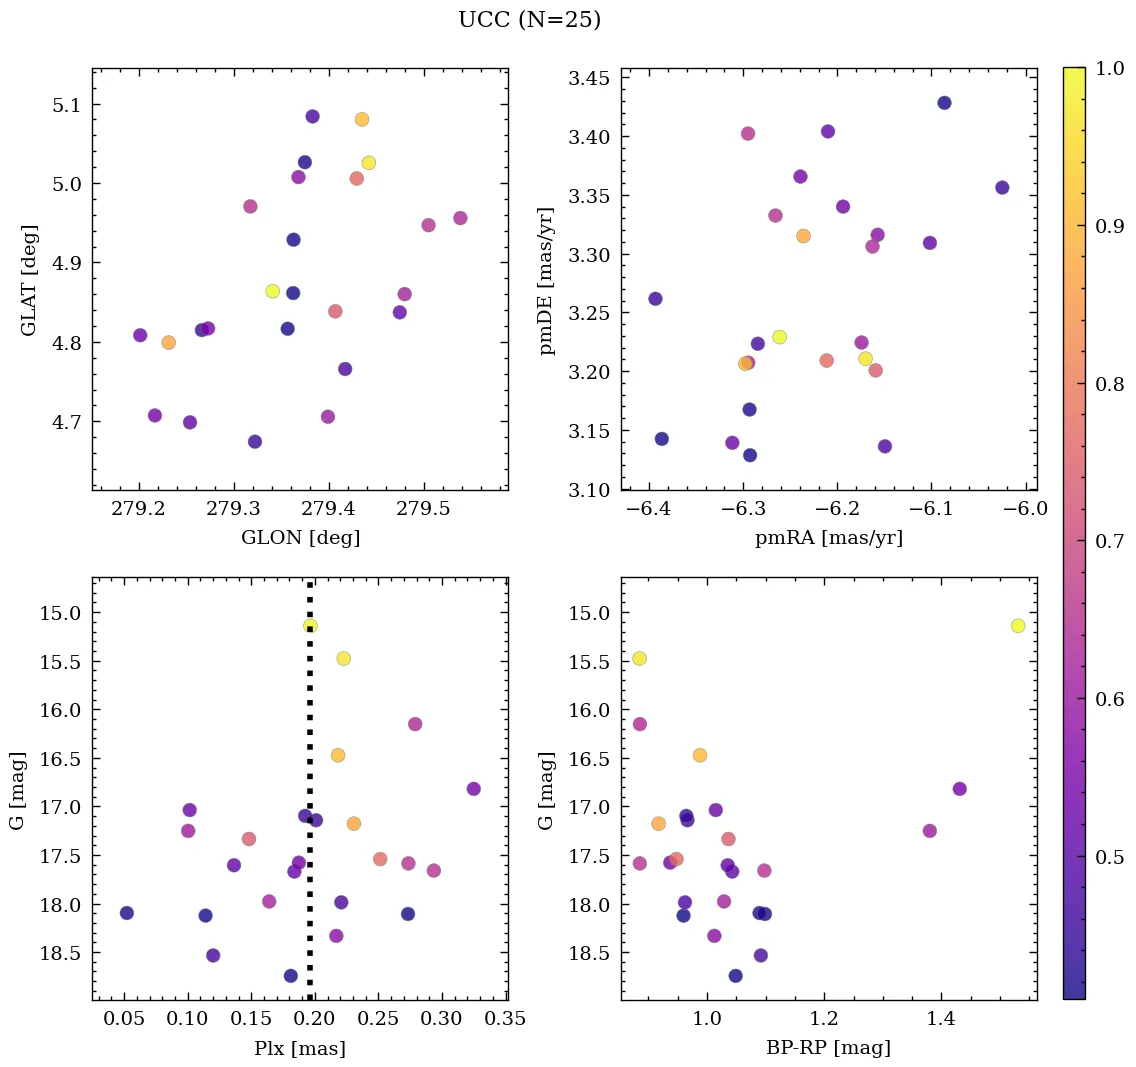 UCC (N=25)
5.1
5.0
4.9
4.8
4.7
GLAT [deg]
279.2 279.3 279.4 279.5
GLON [deg]
3.45
3.40
3.35
3.30
3.25
3.20
3.15
3.10
pmDE [mas/yr]
−6.4 −6.3 −6.2 −6.1 −6.0
pmRA [mas/yr]
15.0
15.5
16.0
16.5
17.0
17.5
18.0
18.5
G [mag]
0.05 0.10 0.15 0.20 0.25 0.30 0.35
Plx [mas]
15.0
15.5
16.0
16.5
17.0
17.5
18.0
18.5
G [mag]
1.0 1.2 1.4
BP-RP [mag]
1.0
0.9
0.8
0.7
0.6
0.5